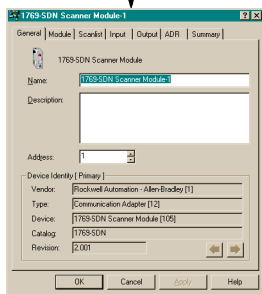 1769-SDN Scanner Module-1
General Module Scanlist Input Output ADR Summary
1769-SDN Scanner Module
Name: 1769-SDN Scanner Module-1
Description:
Address: 1
Device Identity [ Primary ]
Vendor: Rockwell Automation - Allen-Bradley [1]
Type: Communication Adapter [12]
Device: 1769-SDN Scanner Module [105]
Catalog: 1769-SDN
Revision: 2.001
OK Cancel Apply Help